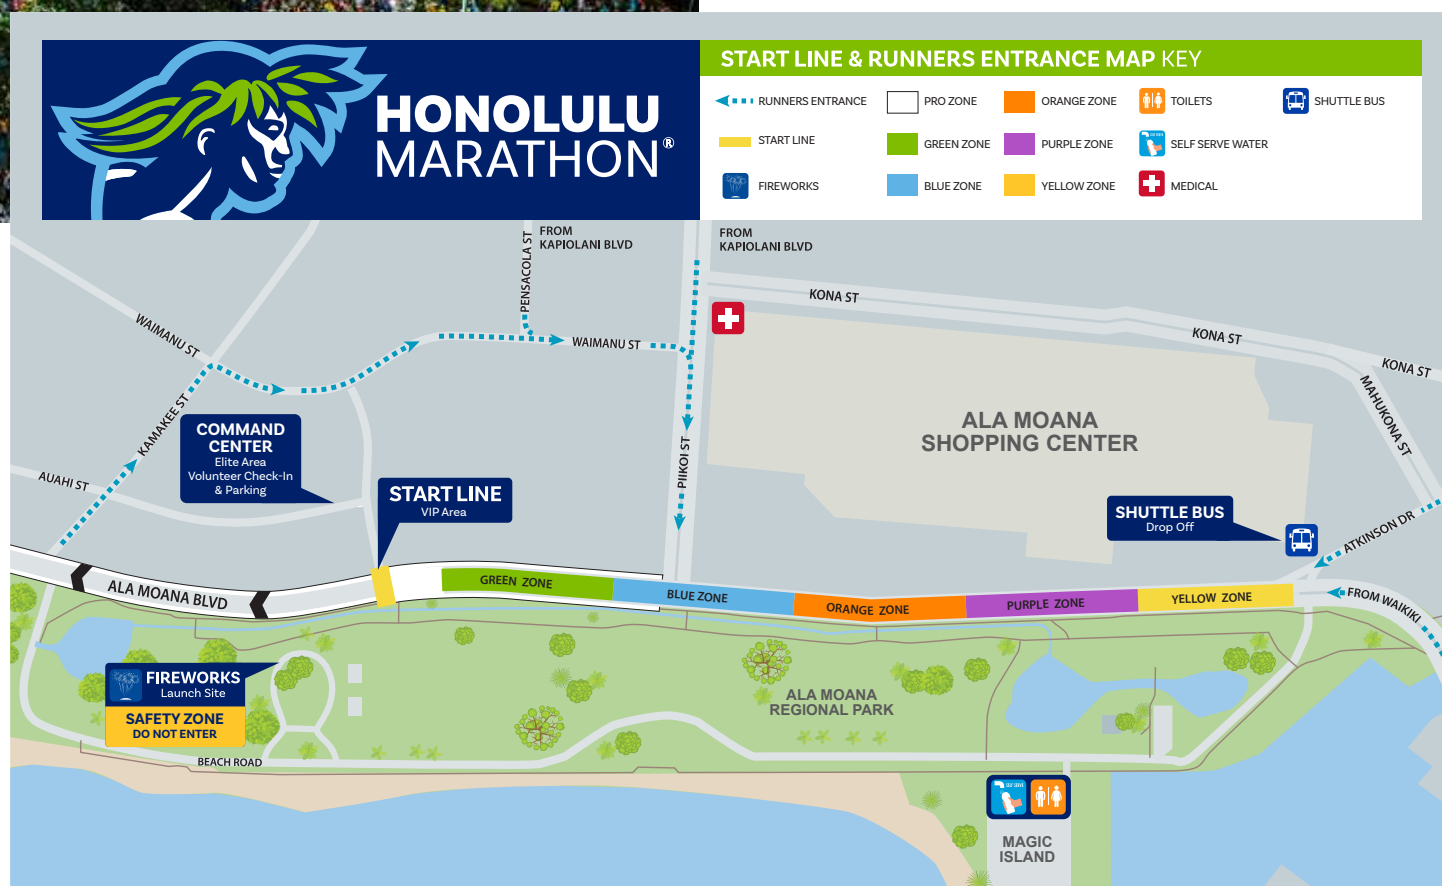 HONOLULU
MARATHON®
START LINE & RUNNERS ENTRANCE MAP KEY
RUNNERS ENTRANCE
PRO ZONE
ORANGE ZONE
TOILETS
SHUTTLE BUS
START LINE
GREEN ZONE
PURPLE ZONE
SELF SERVE WATER
FIREWORKS
BLUE ZONE
YELLOW ZONE
MEDICAL
PENSACOLA ST
FROM
KAPIOLANI BLVD
FROM
KAPIOLANI BLVD
KONA ST
KONA ST
KONA ST
WAIMANU ST
WAIMANU ST
KAMAKEE ST
MAHUKONA ST
COMMAND
CENTER
Elite Area
Volunteer Check-In
& Parking
ALA MOANA
SHOPPING CENTER
PIIKOI ST
AUAHI ST
START LINE
VIP Area
SHUTTLE BUS
Drop Off
ATKINSON DR
ALA MOANA BLVD
GREEN ZONE
BLUE ZONE
ORANGE ZONE
PURPLE ZONE
YELLOW ZONE
FROM WAIKIKI
FIREWORKS
Launch Site
SAFETY ZONE
DO NOT ENTER
ALA MOANA
REGIONAL PARK
BEACH ROAD
SELF SERVE
MAGIC
ISLAND